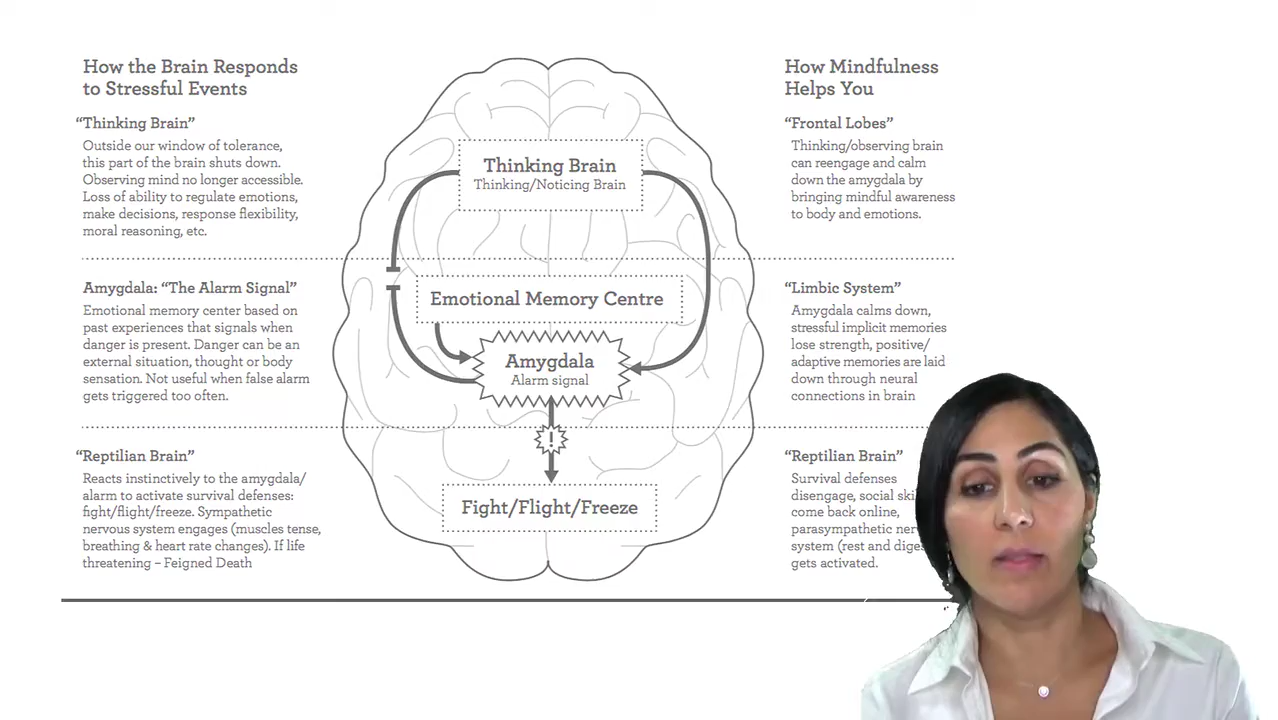 How the Brain Responds
to Stressful Events
“Thinking Brain”
Outside our window of tolerance,
this part of the brain shuts down.
Observing mind no longer accessible.
Loss of ability to regulate emotions,
make decisions, response flexibility,
moral reasoning, etc.
Amygdala: “The Alarm Signal”
Emotional memory center based on
past experiences that signals when
danger is present. Danger can be an
external situation, thought or body
sensation. Not useful when false alarm
gets triggered too often.
“Reptilian Brain”
Reacts instinctively to the amygdala/
alarm to activate survival defenses:
fight/flight/freeze. Sympathetic
nervous system engages (muscles tense,
breathing & heart rate changes). If life
threatening – Feigned Death
Thinking Brain
Thinking/Noticing Brain
Emotional Memory Centre
Amygdala
Alarm signal
!
Fight/Flight/Freeze
How Mindfulness
Helps You
“Frontal Lobes”
Thinking/observing brain
can reengage and calm
down the amygdala by
bringing mindful awareness
to body and emotions.
“Limbic System”
Amygdala calms down,
stressful implicit memories
lose strength, positive/
adaptive memories are laid
down through neural
connections in brain
“Reptilian Brain”
Survival defenses
disengage, social
come back online,
parasympathetic
system (rest and
gets activated.